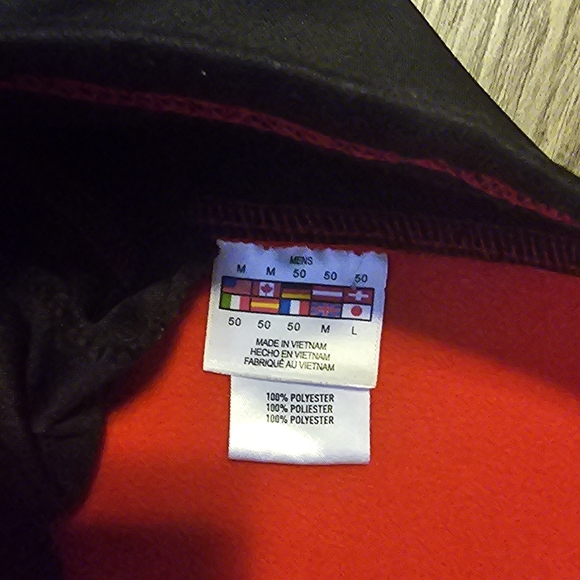 MENS
M M 50 50 50
50 50 50 M L
MADE IN VIETNAM
HECHO EN VIETNAM
FABRIQUÉ AU VIETNAM
100% POLYESTER
100% POLIESTER
100% POLYESTER